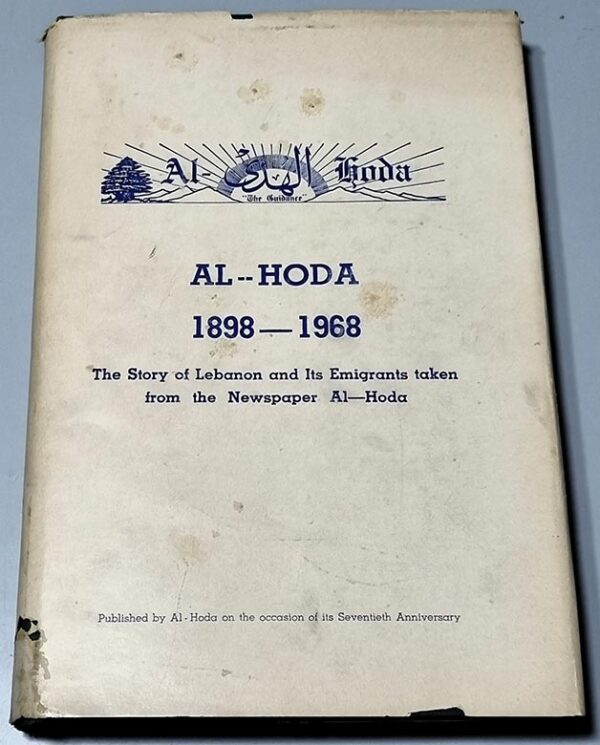 Al- الهدى Hoda
"The Guidance"
AL--HODA
1898—1968
The Story of Lebanon and Its Emigrants taken
from the Newspaper Al—Hoda
Published by Al-Hoda on the occasion of its Seventieth Anniversary